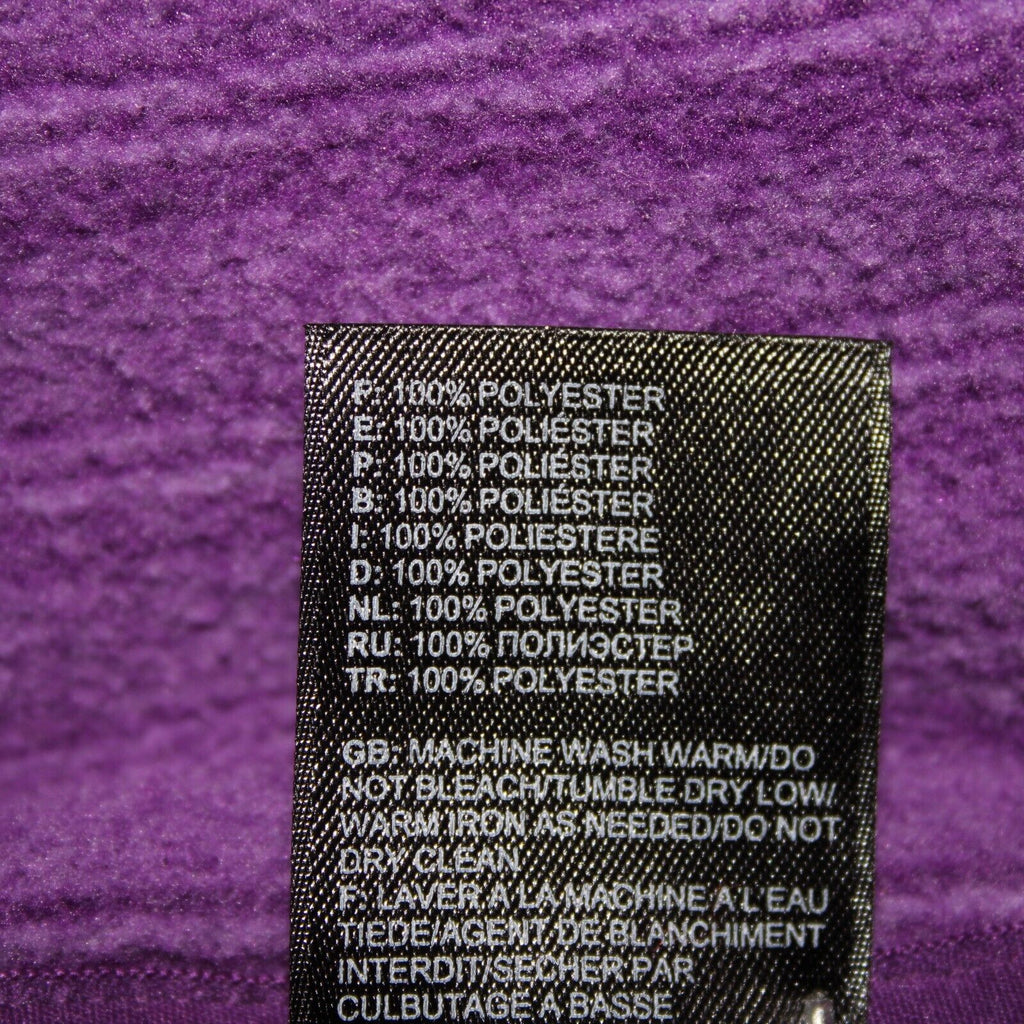 F: 100% POLYESTER
E: 100% POLIÉSTER
P: 100% POLIÉSTER
B: 100% POLIÉSTER
I: 100% POLIESTERE
D: 100% POLYESTER
NL: 100% POLYESTER
RU: 100% ПОЛИЭСТЕР
TR: 100% POLYESTER
GB: MACHINE WASH WARM/DO
NOT BLEACH/TUMBLE DRY LOW/
WARM IRON AS NEEDED/DO NOT
DRY CLEAN
F: LAVER A LA MACHINE A L'EAU
TIEDE/AGENT DE BLANCHIMENT
INTERDIT/SECHER PAR
CULBUTAGE A BASSE